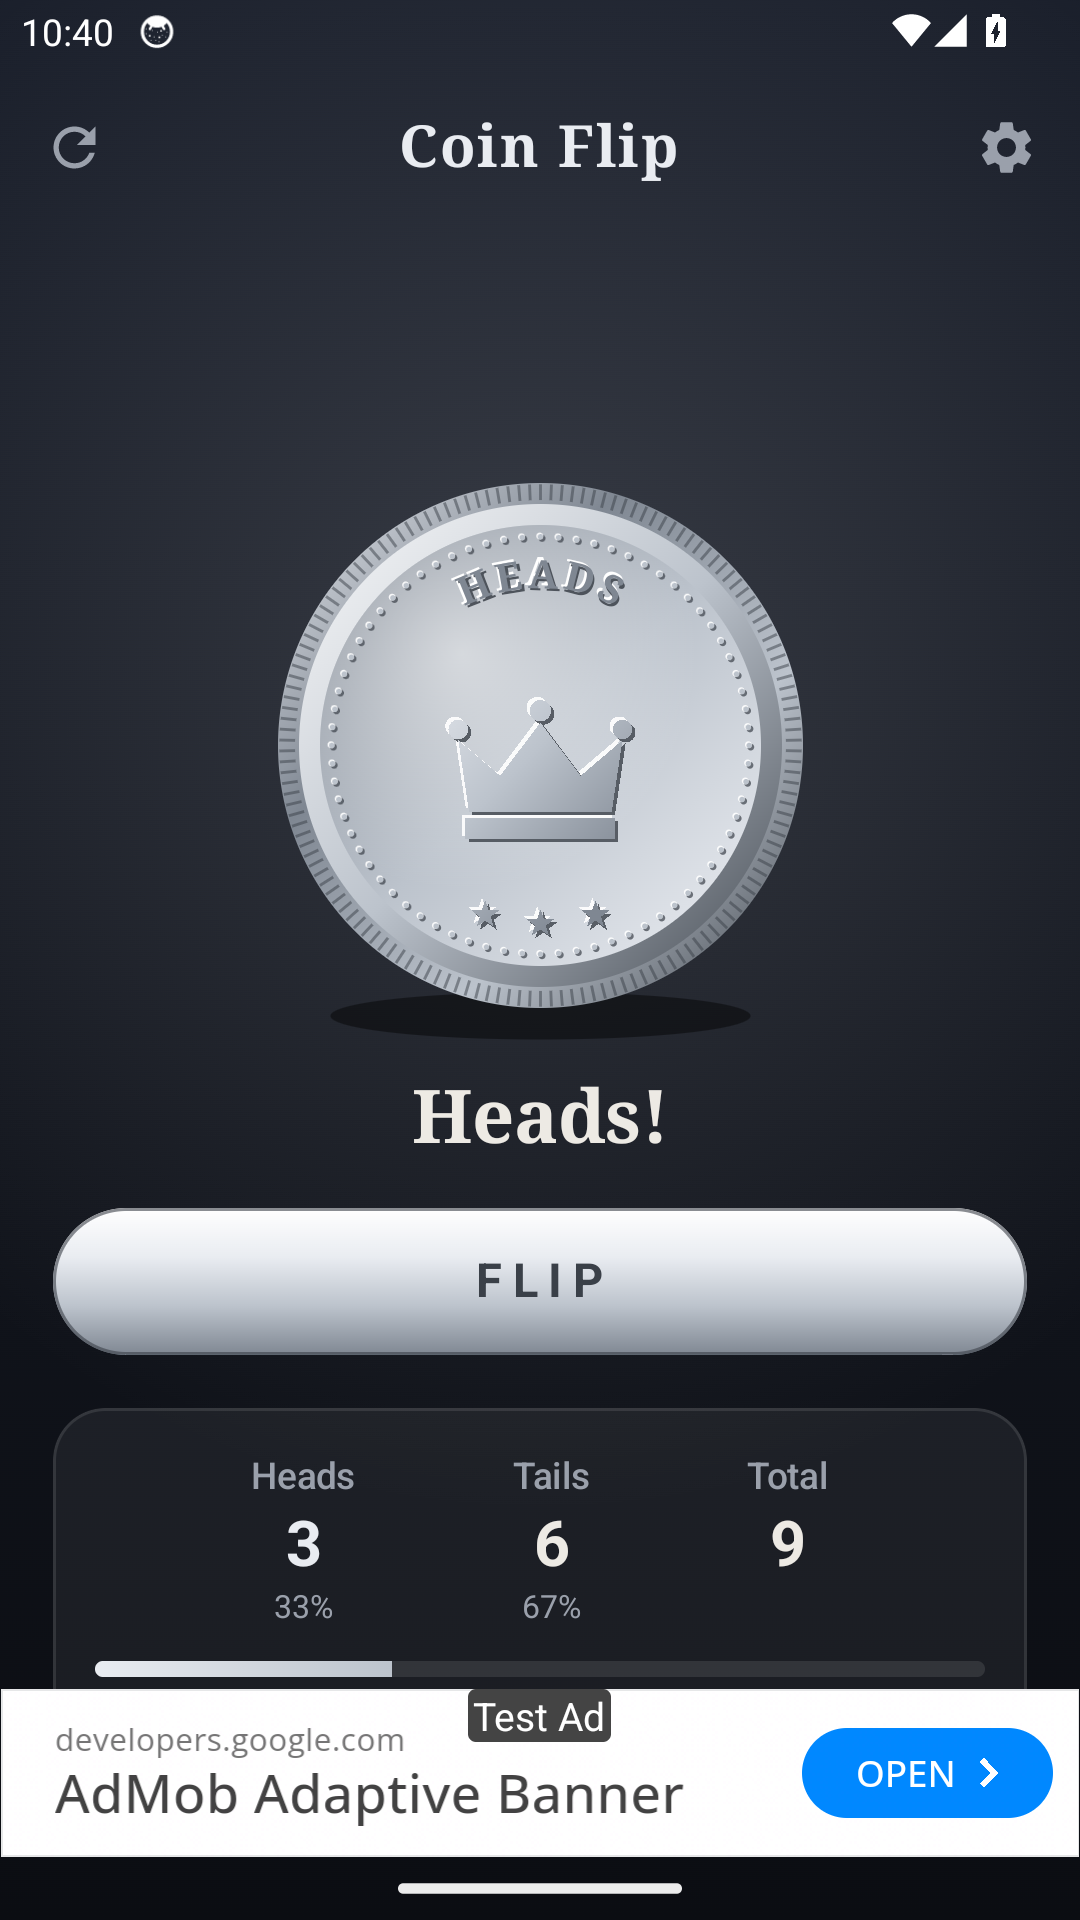 10:40
Coin Flip
HEADS
Heads!
FLIP
Heads Tails Total
3 6 9
33% 67%
Test Ad
developers.google.com
AdMob Adaptive Banner
OPEN